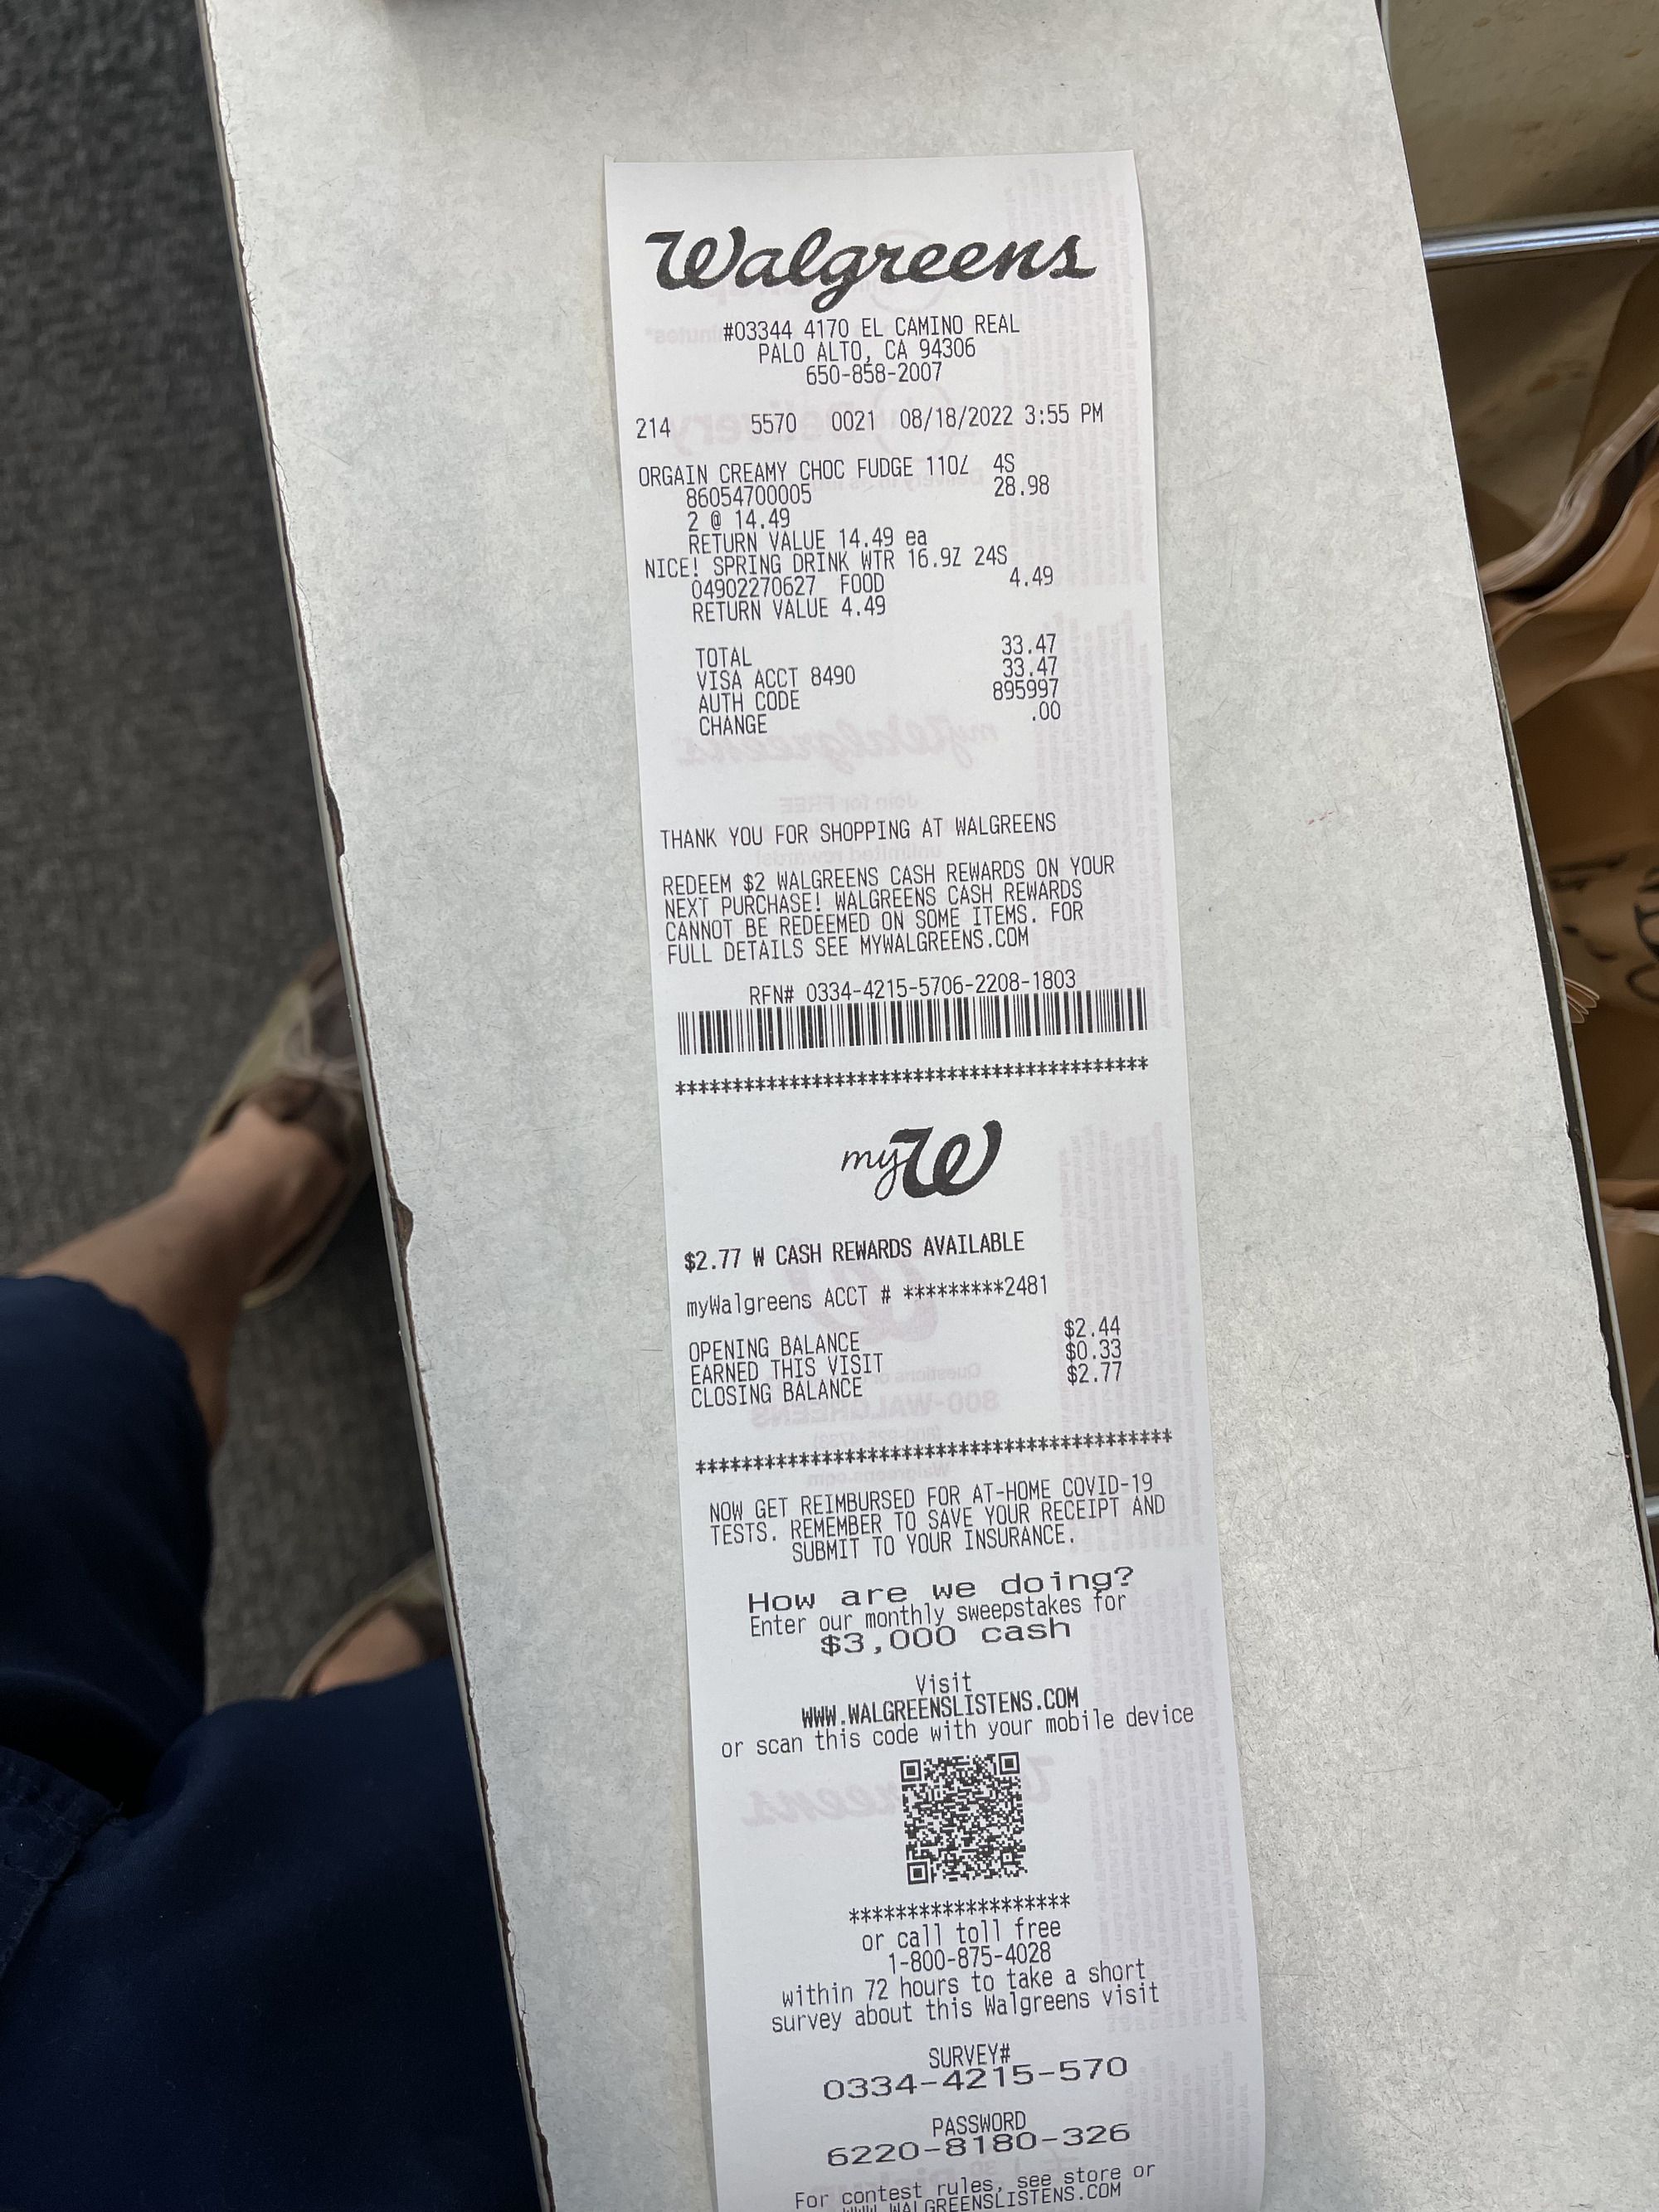 Walgreens
#03344 4170 EL CAMINO REAL
PALO ALTO, CA 94306
650-858-2007
214 5570 0021 08/18/2022 3:55 PM
ORGAIN CREAMY CHOC FUDGE 11OZ 4S
86054700005 28.98
2 @ 14.49
RETURN VALUE 14.49 ea
NICE! SPRING DRINK WTR 16.9Z 24S
04902270627 FOOD 4.49
RETURN VALUE 4.49
TOTAL 33.47
VISA ACCT 8490 33.47
AUTH CODE 895997
CHANGE .00
THANK YOU FOR SHOPPING AT WALGREENS
REDEEM $2 WALGREENS CASH REWARDS ON YOUR
NEXT PURCHASE! WALGREENS CASH REWARDS
CANNOT BE REDEEMED ON SOME ITEMS. FOR
FULL DETAILS SEE MYWALGREENS.COM
RFN# 0334-4215-5706-2208-1803
******************************************
myW
$2.77 W CASH REWARDS AVAILABLE
myWalgreens ACCT # *********2481
OPENING BALANCE $2.44
EARNED THIS VISIT $0.33
CLOSING BALANCE $2.77
******************************************
NOW GET REIMBURSED FOR AT-HOME COVID-19
TESTS. REMEMBER TO SAVE YOUR RECEIPT AND
SUBMIT TO YOUR INSURANCE.
How are we doing?
Enter our monthly sweepstakes for
$3,000 cash
Visit
WWW.WALGREENSLISTENS.COM
or scan this code with your mobile device
*******************
or call toll free
1-800-875-4028
within 72 hours to take a short
survey about this Walgreens visit
SURVEY#
0334-4215-570
PASSWORD
6220-8180-326
For contest rules, see store or
WWW.WALGREENSLISTENS.COM